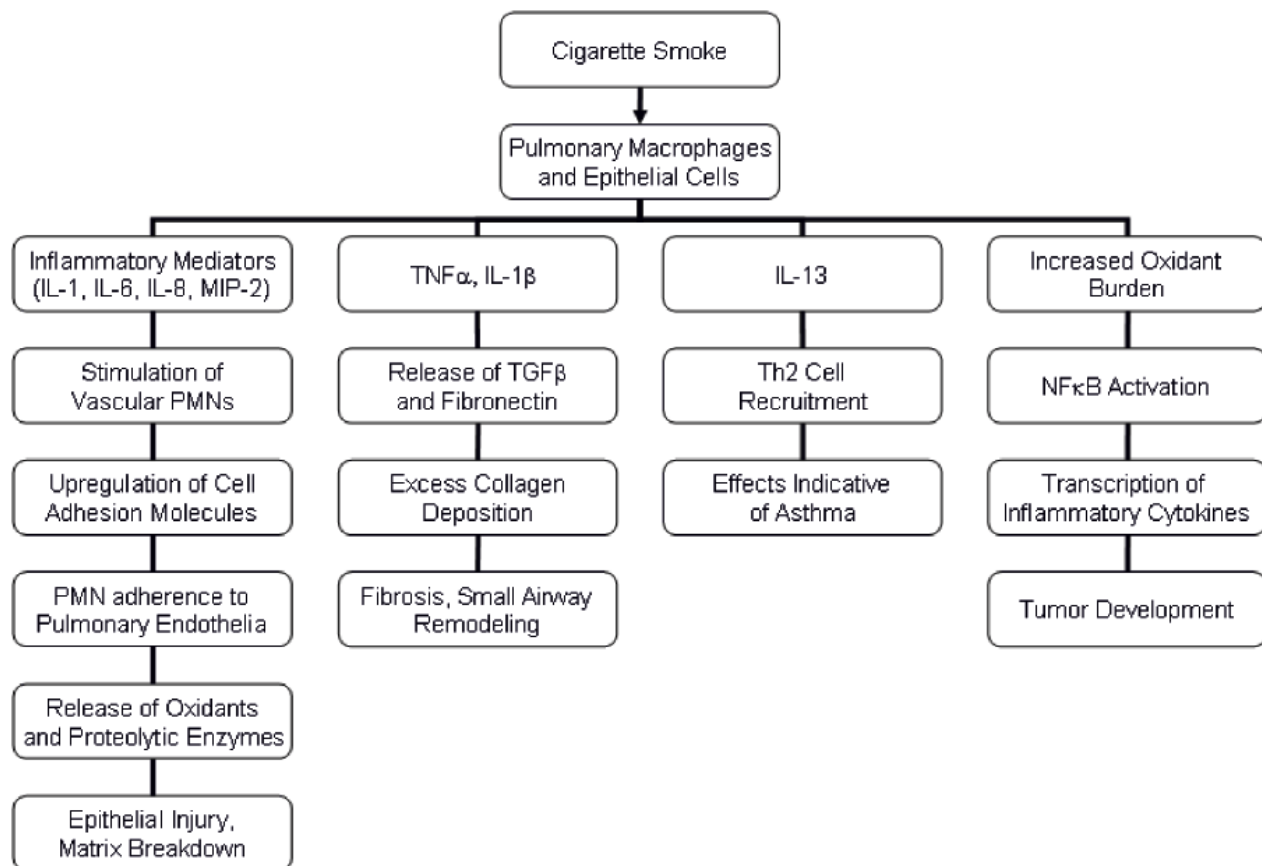 Cigarette Smoke
Pulmonary Macrophages
and Epithelial Cells
Inflammatory Mediators
(IL-1, IL-6, IL-8, MIP-2)
Stimulation of
Vascular PMNs
Upregulation of Cell
Adhesion Molecules
PMN adherence to
Pulmonary Endothelia
Release of Oxidants
and Proteolytic Enzymes
Epithelial Injury,
Matrix Breakdown
TNFα, IL-1β
Release of TGFβ
and Fibronectin
Excess Collagen
Deposition
Fibrosis, Small Airway
Remodeling
IL-13
Th2 Cell
Recruitment
Effects Indicative
of Asthma
Increased Oxidant
Burden
NFκB Activation
Transcription of
Inflammatory Cytokines
Tumor Development